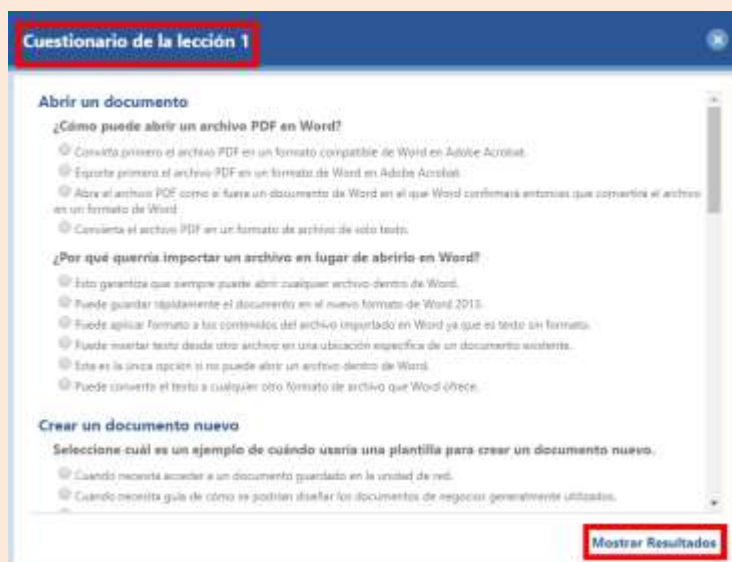 Cuestionario de la lección 1
Abrir un documento
¿Cómo puede abrir un archivo PDF en Word?
Convirta primero el archivo PDF en un formato compatible de Word en Adobe Acrobat.
Exporte primero el archivo PDF en un formato de Word en Adobe Acrobat.
Abra el archivo PDF como si fuera un documento de Word en el que Word confirmará entonces que convertirá el archivo
en un formato de Word.
Convierta el archivo PDF en un formato de archivo de solo texto.
¿Por qué querría importar un archivo en lugar de abrirlo en Word?
Esto garantiza que siempre puede abrir cualquier archivo dentro de Word.
Puede guardar rápidamente el documento en el nuevo formato de Word 2013.
Puede aplicar formato a los contenidos del archivo importado en Word ya que es texto sin formato.
Puede insertar texto desde otro archivo en una ubicación específica de un documento existente.
Esta es la única opción si no puede abrir un archivo dentro de Word.
Puede converte el texto a cualquier otro formato de archivo que Word ofrece.
Crear un documento nuevo
Seleccione cuál es un ejemplo de cuándo usaría una plantilla para crear un documento nuevo.
Cuando necesita acceder a un documento guardado en la unidad de red.
Cuando necesita guía de cómo se podrían diseñar los documentos de negocios generalmente utilizados.
Mostrar Resultados